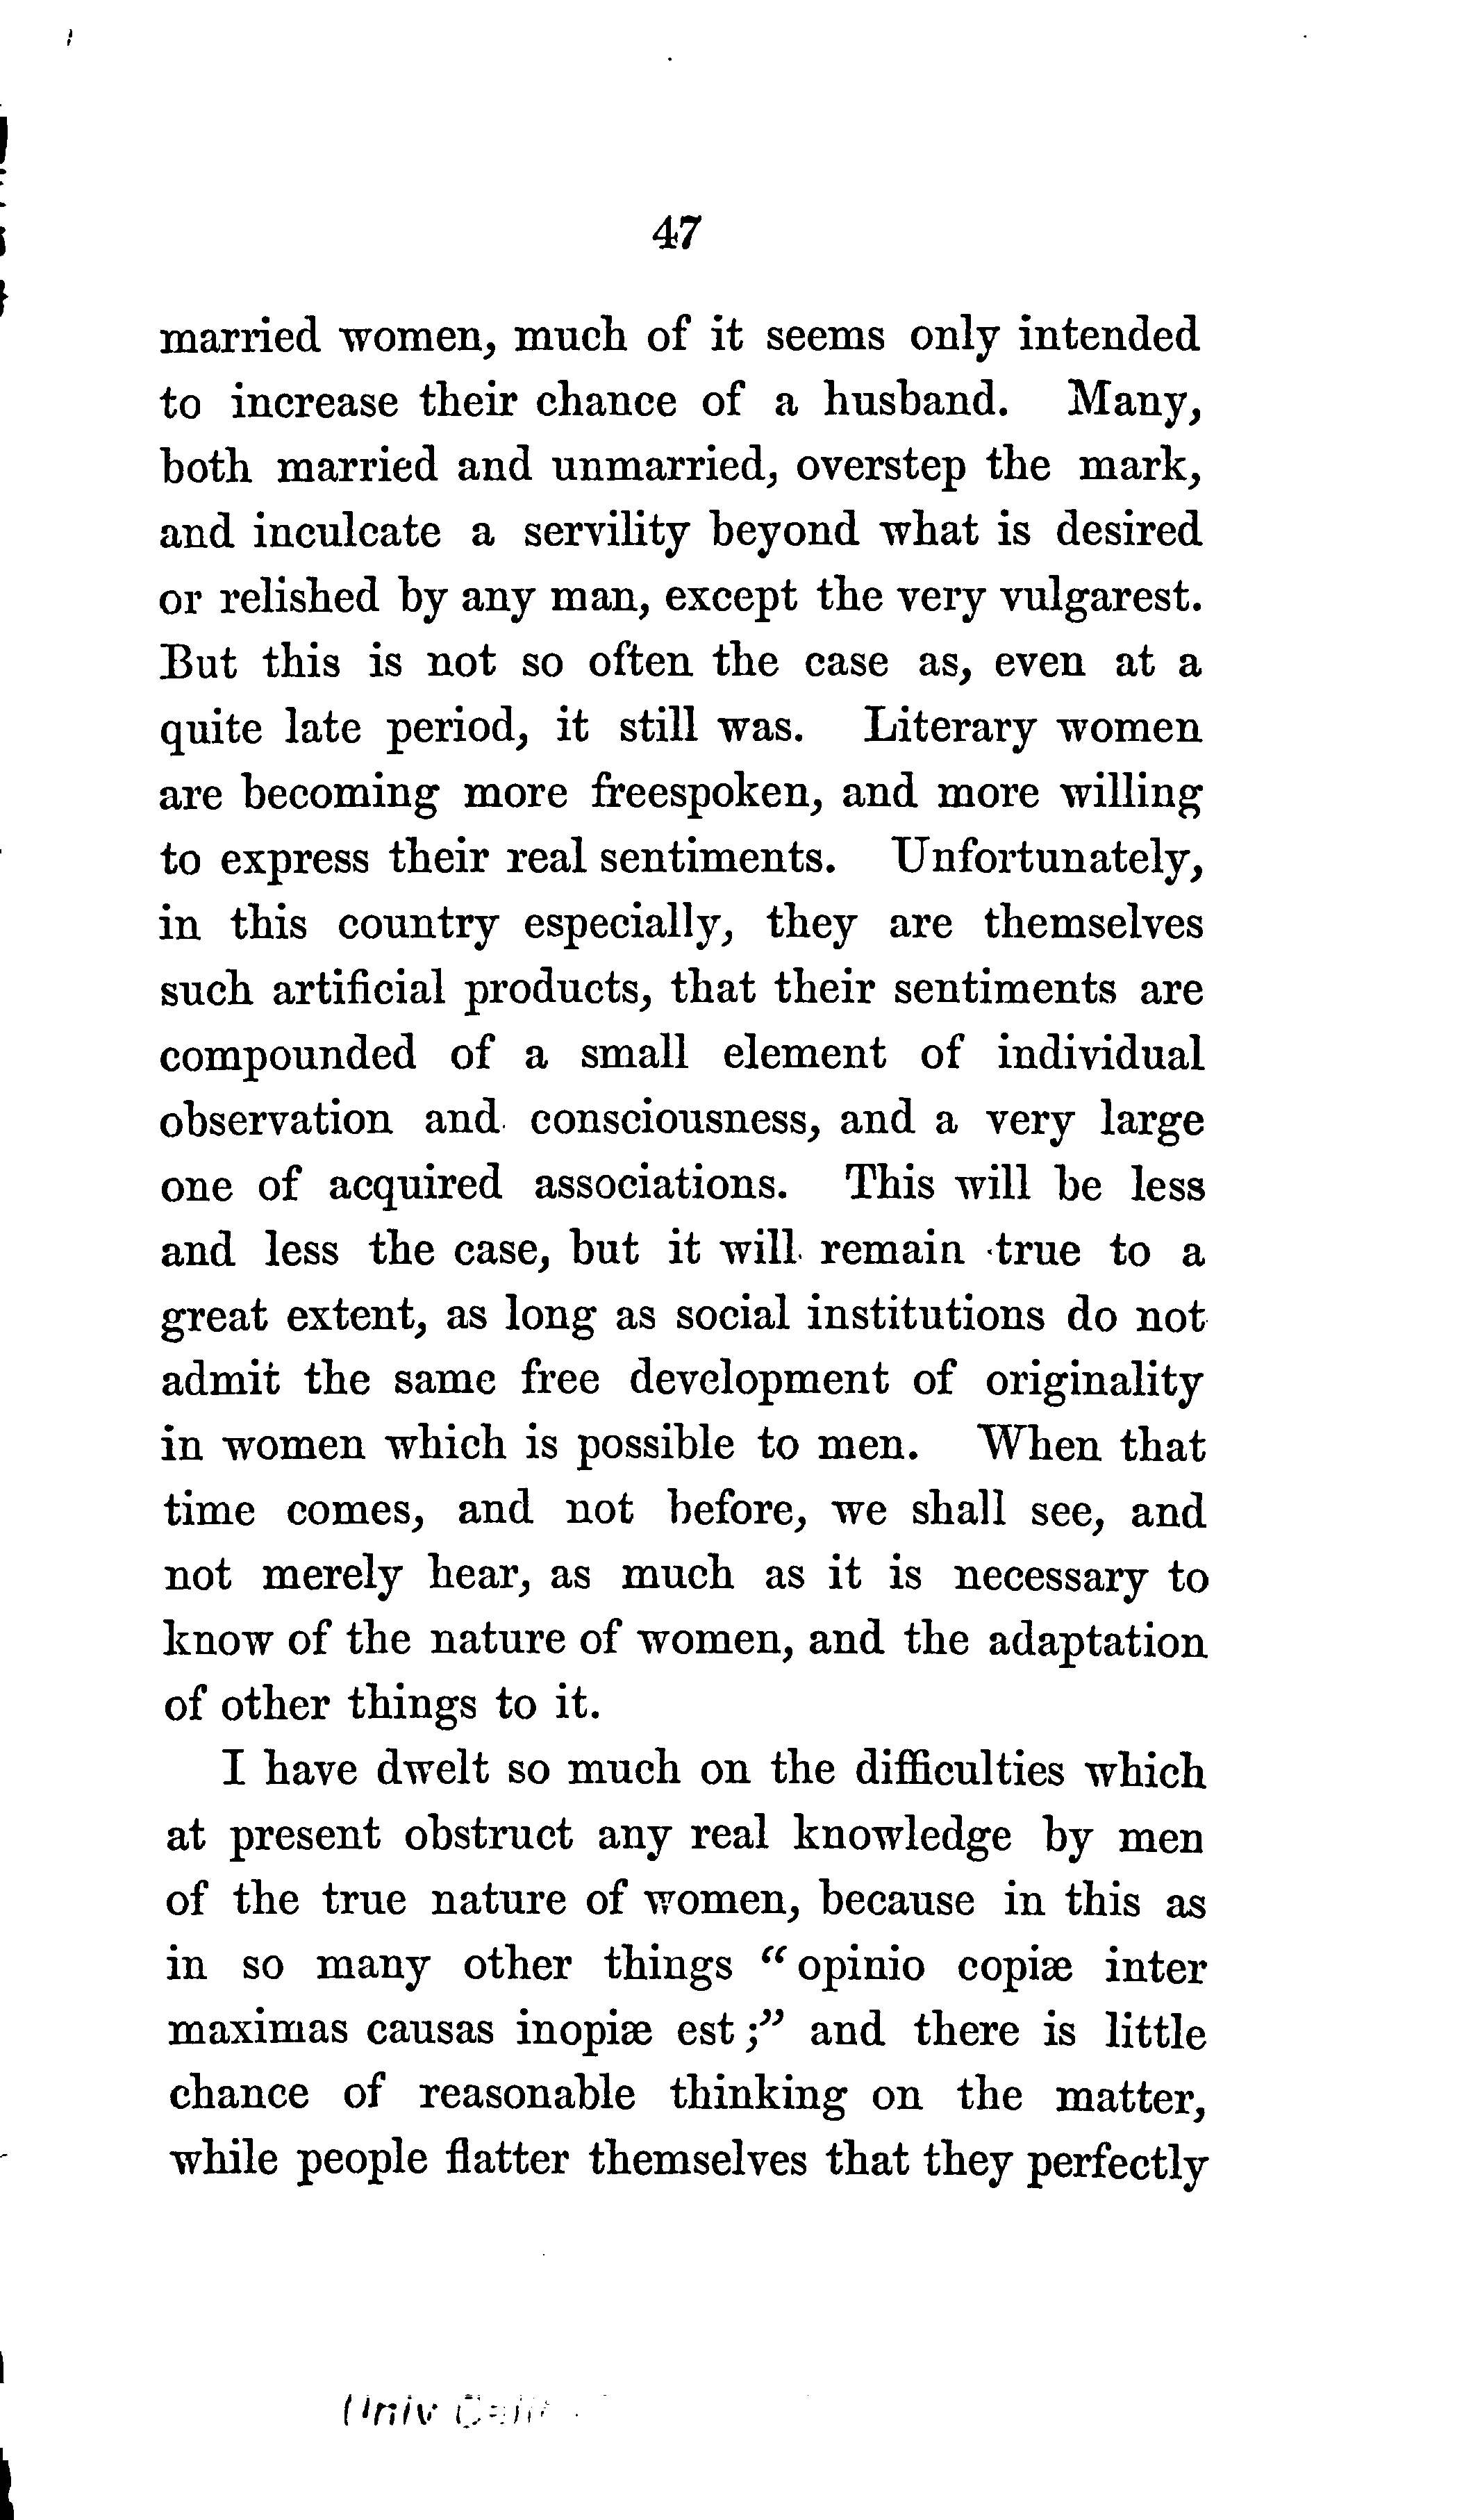 47
married women, much of it seems only intended
to increase their chance of a husband. Many,
both married and unmarried, overstep the mark,
and inculcate a servility beyond what is desired
or relished by any man, except the very vulgarest.
But this is not so often the case as, even at a
quite late period, it still was. Literary women
are becoming more freespoken, and more willing
to express their real sentiments. Unfortunately,
in this country especially, they are themselves
such artificial products, that their sentiments are
compounded of a small element of individual
observation and consciousness, and a very large
one of acquired associations. This will be less
and less the case, but it will remain true to a
great extent, as long as social institutions do not
admit the same free development of originality
in women which is possible to men. When that
time comes, and not before, we shall see, and
not merely hear, as much as it is necessary to
know of the nature of women, and the adaptation
of other things to it.
I have dwelt so much on the difficulties which
at present obstruct any real knowledge by men
of the true nature of women, because in this as
in so many other things “opinio copiæ inter
maximas causas inopiæ est;” and there is little
chance of reasonable thinking on the matter,
while people flatter themselves that they perfectly
Univ